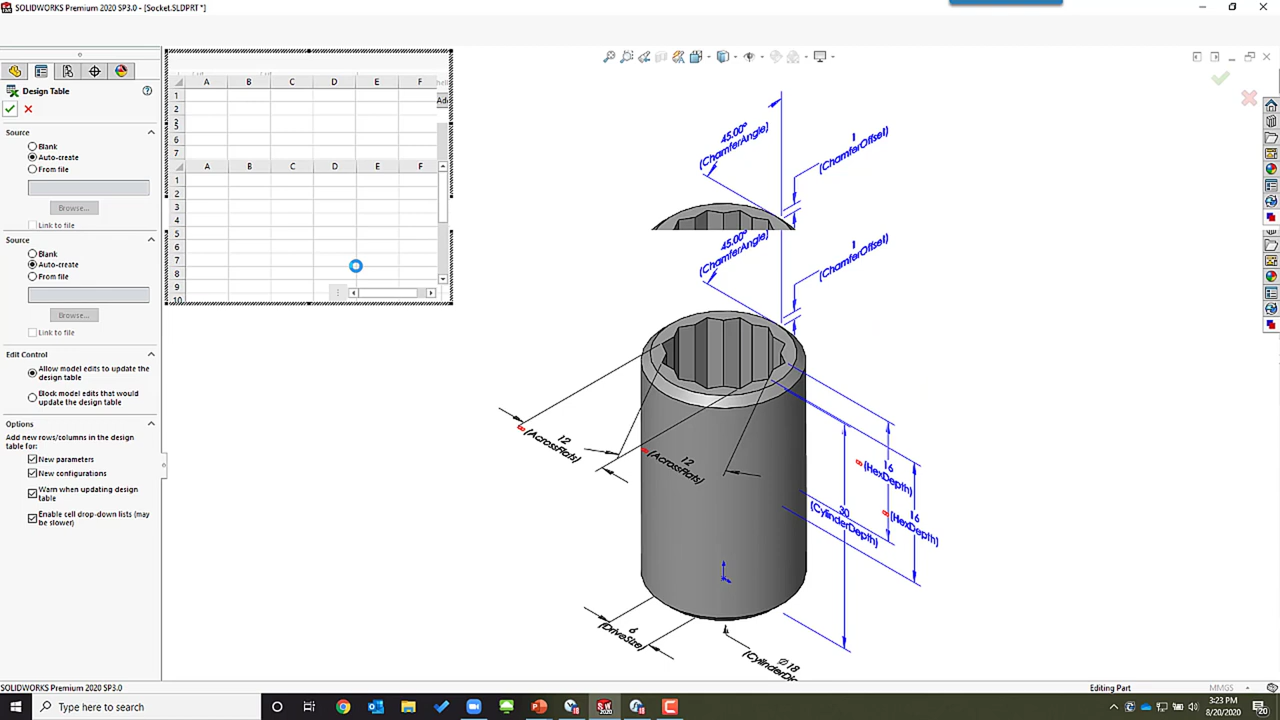 SOLIDWORKS Premium 2020 SP3.0 - [Socket.SLDPRT *]
Design Table
Source
Blank
Auto-create
From file
Browse...
Link to file
Source
Blank
Auto-create
From file
Browse...
Link to file
Edit Control
Allow model edits to update the
design table
Block model edits that would
update the design table
Options
Add new rows/columns in the design
table for:
New parameters
New configurations
Warn when updating design
table
Enable cell drop-down lists (may
be slower)
A B C D E F
1
2
5
6
7
A B C D E F
1
2
3
4
5
6
7
8
9
10
45.00°
(ChamferAngle)
1
(ChamferOffset)
45.00°
(ChamferAngle)
1
(ChamferOffset)
12
(AcrossFlats)
12
(AcrossFlats)
16
(HexDepth)
16
(HexDepth)
30
(CylinderDepth)
6
(DriveSize)
Ø18
SOLIDWORKS Premium 2020 SP3.0
Editing Part
MMGS
Type here to search
3:23 PM
8/20/2020
20